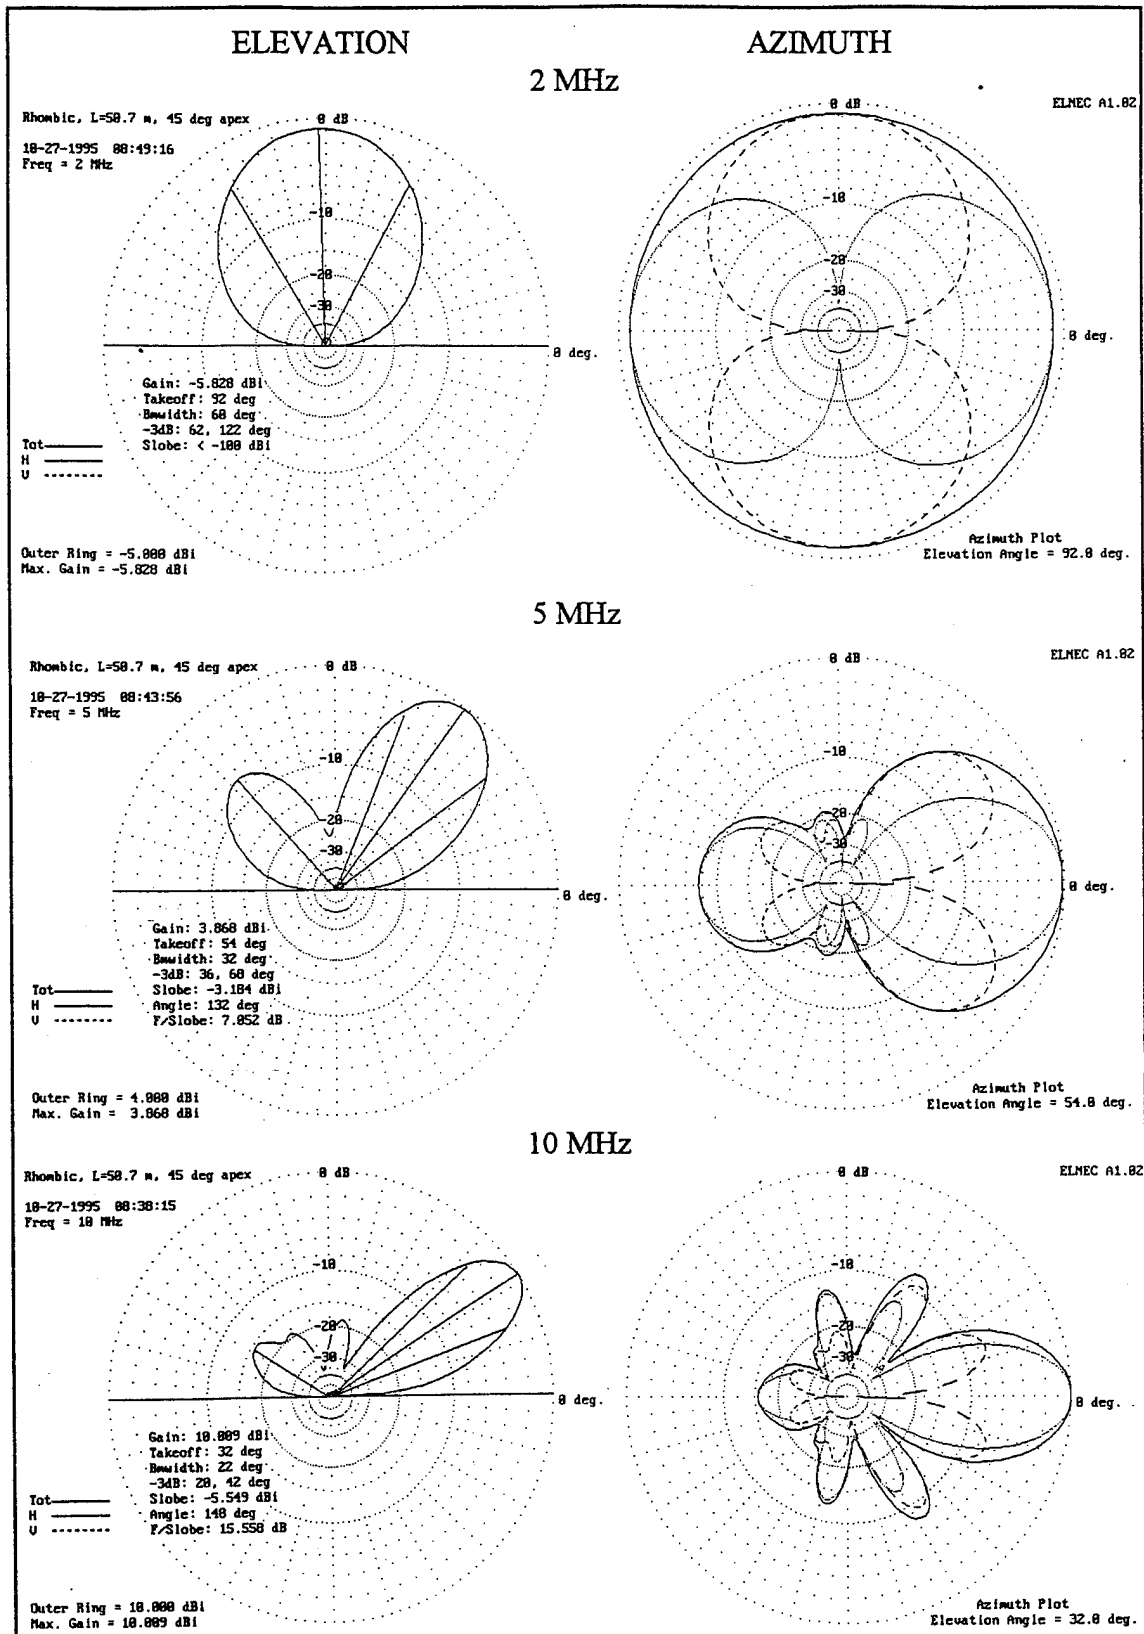 ELEVATION AZIMUTH
2 MHz
Rhombic, L=50.7 m, 45 deg apex
10-27-1995 08:49:16
Freq = 2 MHz
0 dB
-10
-20
-30
0 deg.
Gain: -5.828 dBi
Takeoff: 92 deg
Bmwidth: 60 deg
-3dB: 62, 122 deg
Slobe: < -100 dBi
Tot
H
V
Outer Ring = -5.000 dBi
Max. Gain = -5.828 dBi
0 dB
ELNEC A1.02
-10
-20
-30
0 deg.
Azimuth Plot
Elevation Angle = 92.0 deg.
5 MHz
Rhombic, L=50.7 m, 45 deg apex
10-27-1995 08:43:56
Freq = 5 MHz
0 dB
-10
-20
-30
0 deg.
Gain: 3.868 dBi
Takeoff: 54 deg
Bmwidth: 32 deg
-3dB: 36, 68 deg
Slobe: -3.184 dBi
Angle: 132 deg
F/Slobe: 7.052 dB
Tot
H
V
Outer Ring = 4.000 dBi
Max. Gain = 3.868 dBi
0 dB
ELNEC A1.02
-10
-20
-30
0 deg.
Azimuth Plot
Elevation Angle = 54.0 deg.
10 MHz
Rhombic, L=50.7 m, 45 deg apex
10-27-1995 08:38:15
Freq = 10 MHz
0 dB
-10
-20
-30
0 deg.
Gain: 10.009 dBi
Takeoff: 32 deg
Bmwidth: 22 deg
-3dB: 20, 42 deg
Slobe: -5.549 dBi
Angle: 148 deg
F/Slobe: 15.558 dB
Tot
H
V
Outer Ring = 10.000 dBi
Max. Gain = 10.009 dBi
0 dB
ELNEC A1.02
-10
-20
-30
0 deg.
Azimuth Plot
Elevation Angle = 32.0 deg.